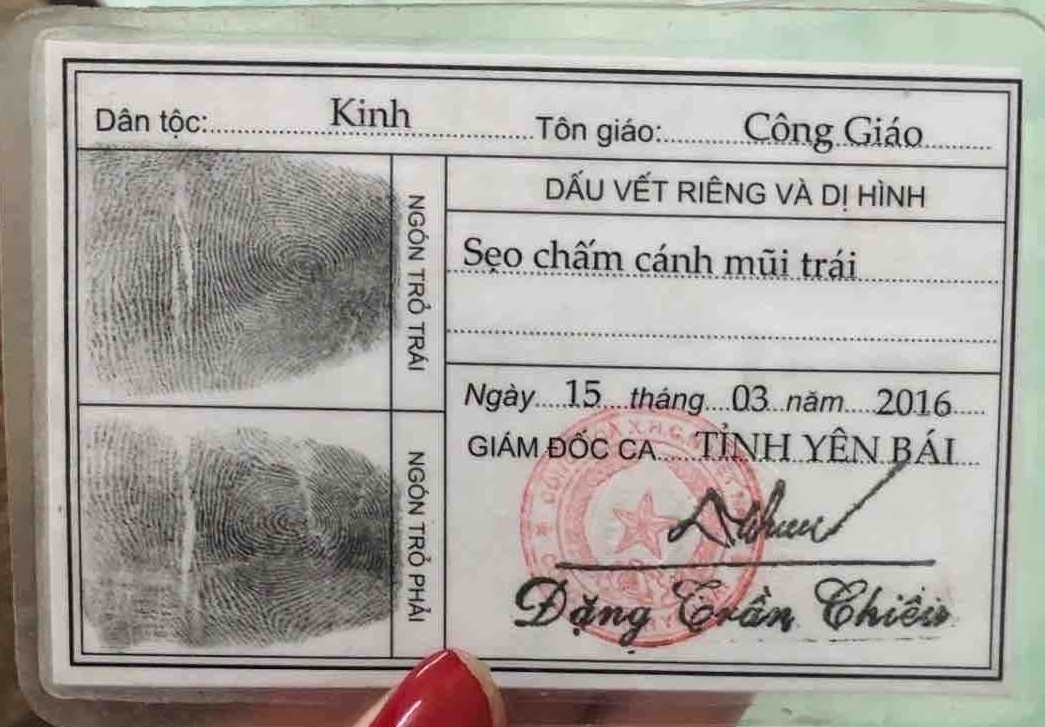 Dân tộc: Kinh Tôn giáo: Công Giáo
NGÓN TRỎ TRÁI
NGÓN TRỎ PHẢI
DẤU VẾT RIÊNG VÀ DỊ HÌNH
Sẹo chấm cánh mũi trái
Ngày 15 tháng 03 năm 2016
GIÁM ĐỐC CA TỈNH YÊN BÁI
Đặng Trần Chiêu